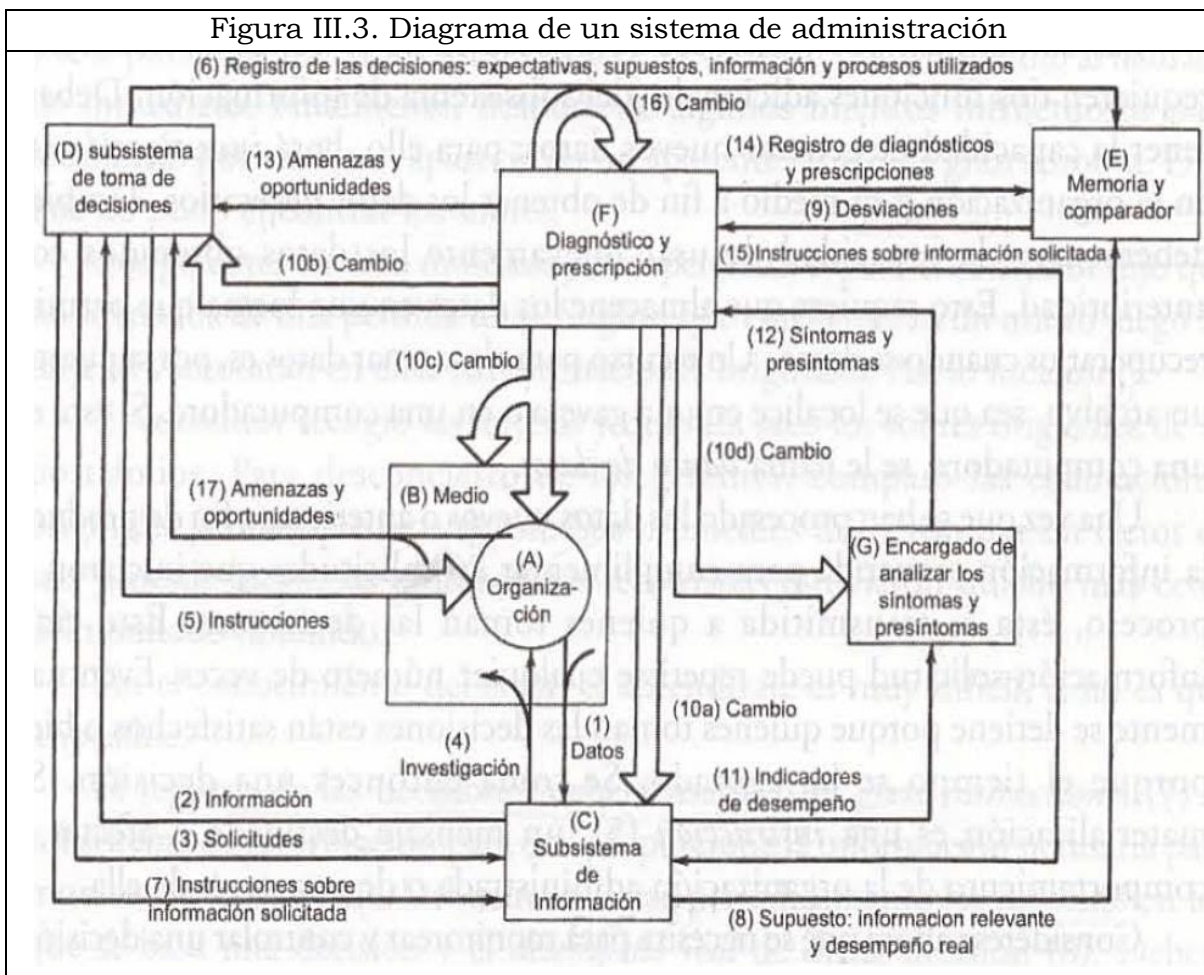 Figura III.3. Diagrama de un sistema de administración
(6) Registro de las decisiones: expectativas, supuestos, información y procesos utilizados
(16) Cambio
(D) subsistema
de toma de
decisiones
(13) Amenazas y
oportunidades
(14) Registro de diagnósticos
y prescripciones
(E)
Memoria y
comparador
(F)
Diagnóstico y
prescripción
(9) Desviaciones
(10b) Cambio
(15) Instrucciones sobre información solicitada
(12) Síntomas y
presintomas
(10c) Cambio
(10d) Cambio
(17) Amenazas y
oportunidades
(B) Medio
(A)
Organiza-
ción
(G) Encargado de
analizar los
síntomas y
presintomas
(5) Instrucciones
(4)
Investigación
(1)
Datos
(10a) Cambio
(11) Indicadores
de desempeño
(2) Información
(3) Solicitudes
(C)
Subsistema
de
Información
(7) Instrucciones sobre
información solicitada
(8) Supuesto: informacion relevante
y desempeño real